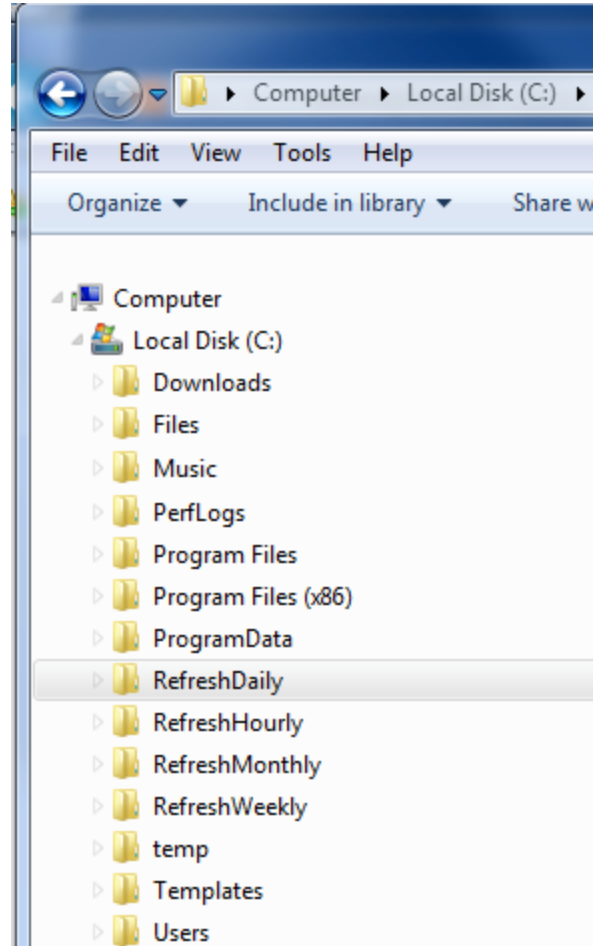 Computer Local Disk (C:)
File Edit View Tools Help
Organize Include in library Share w
Computer
Local Disk (C:)
Downloads
Files
Music
PerfLogs
Program Files
Program Files (x86)
ProgramData
RefreshDaily
RefreshHourly
RefreshMonthly
RefreshWeekly
temp
Templates
Users